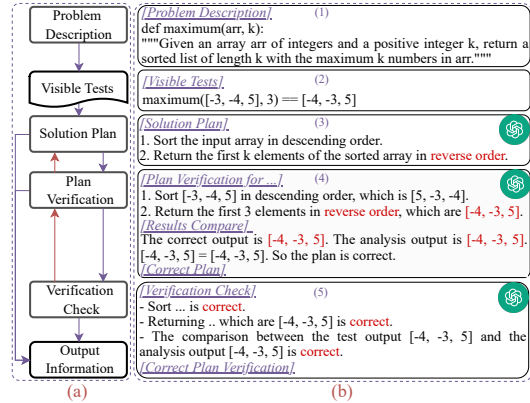 Problem
Description
Visible Tests
Solution Plan
Plan
Verification
Verification
Check
Output
Information
(a)
[Problem Description] (1)
def maximum(arr, k):
"""Given an array arr of integers and a positive integer k, return a
sorted list of length k with the maximum k numbers in arr."""
[Visible Tests] (2)
maximum([-3, -4, 5], 3) == [-4, -3, 5]
[Solution Plan] (3)
1. Sort the input array in descending order.
2. Return the first k elements of the sorted array in reverse order.
[Plan Verification for ...] (4)
1. Sort [-3, -4, 5] in descending order, which is [5, -3, -4].
2. Return the first 3 elements in reverse order, which are [-4, -3, 5].
[Results Compare]
The correct output is [-4, -3, 5]. The analysis output is [-4, -3, 5].
[-4, -3, 5] = [-4, -3, 5]. So the plan is correct.
[Correct Plan]
[Verification Check] (5)
- Sort ... is correct.
- Returning .. which are [-4, -3, 5] is correct.
- The comparison between the test output [-4, -3, 5] and the
analysis output [-4, -3, 5] is correct.
[Correct Plan Verification]
(b)